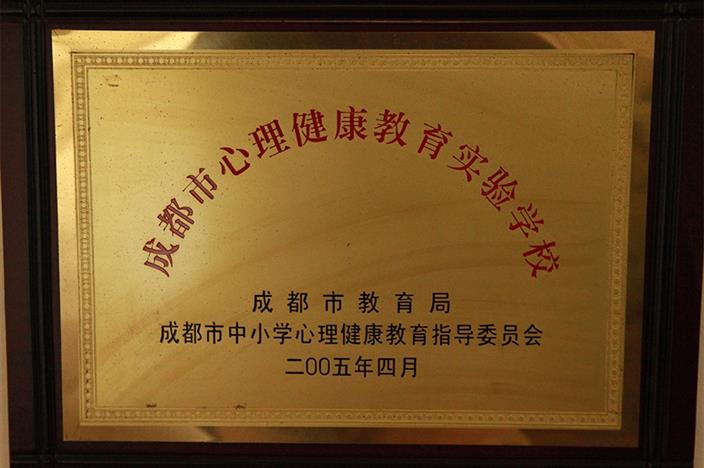 成都市心理健康教育实验学校
成都市教育局
成都市中小学心理健康教育指导委员会
二00五年四月